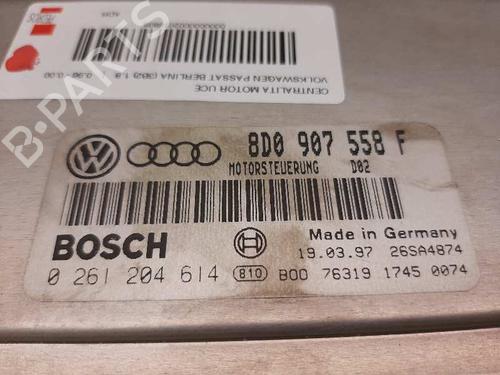 CENTRALITA MOTOR UCE
VOLKSWAGEN PASSAT BERLINA (3B2) 1.8
8D0 907 558 F
MOTORSTEUERUNG D02
BOSCH
Made in Germany
19.03.97 26SA4874
0 261 204 614 810 B00 76319 1745 0074
B-PARTS